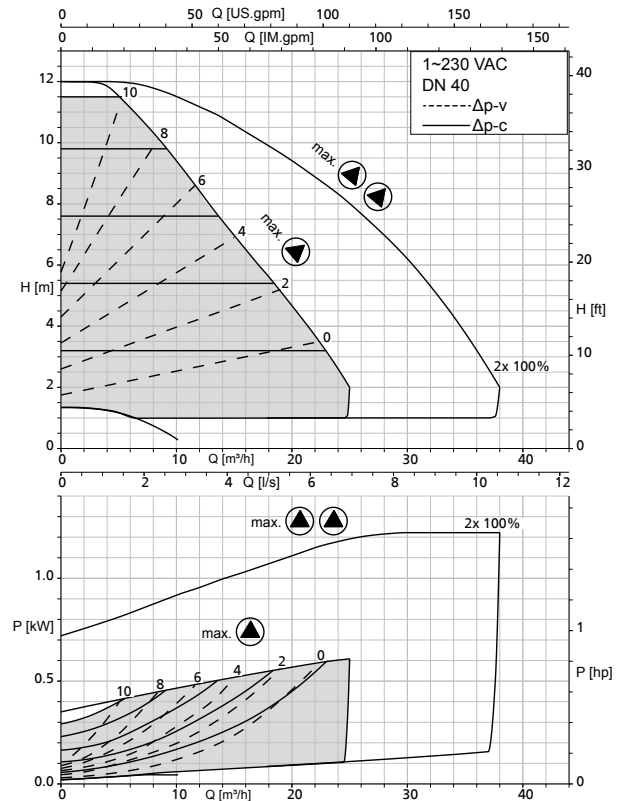 0 50 100 150
Q [US.gpm]
0 50 100 150
Q [IM.gpm]
1~230 VAC
DN 40
Δp-v
Δp-c
12
10
8
6
4
2
0
H [m]
40
30
20
10
0
H [ft]
10
8
6
4
2
0
max.
max.
2x 100%
0 10 20 30 40
Q [m³/h]
0 2 4 6 8 10 12
Q [l/s]
max.
2x 100%
1.0
P [kW]
0.5
0.0
max.
10 8 6 4 2 0
1
P [hp]
0
0 10 20 30 40
Q [m³/h]